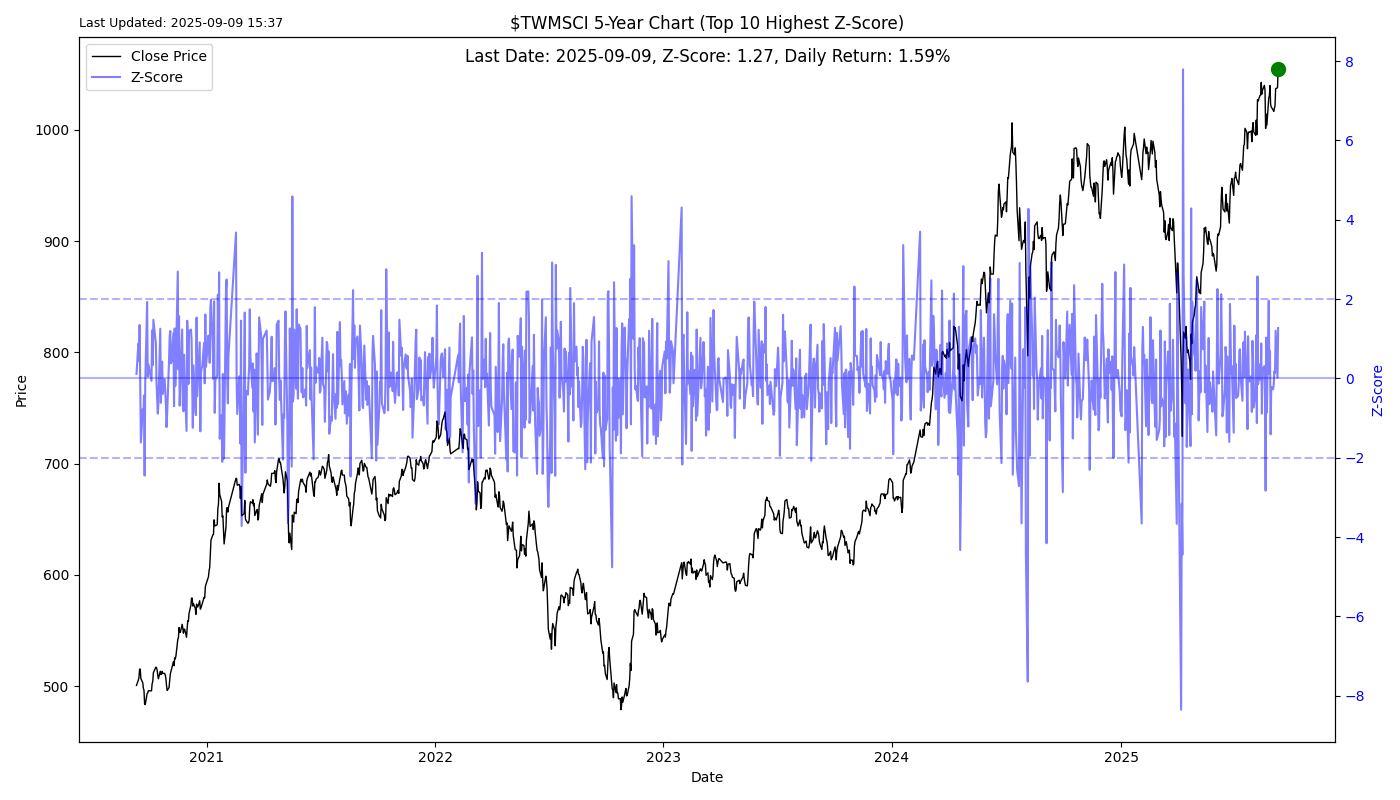 Last Updated: 2025-09-09 15:37
$TWMSCI 5-Year Chart (Top 10 Highest Z-Score)
Last Date: 2025-09-09, Z-Score: 1.27, Daily Return: 1.59%
Close Price
Z-Score
1000
900
800
700
600
500
Price
8
6
4
2
0
−2
−4
−6
−8
Z-Score
2021
2022
2023
2024
2025
Date